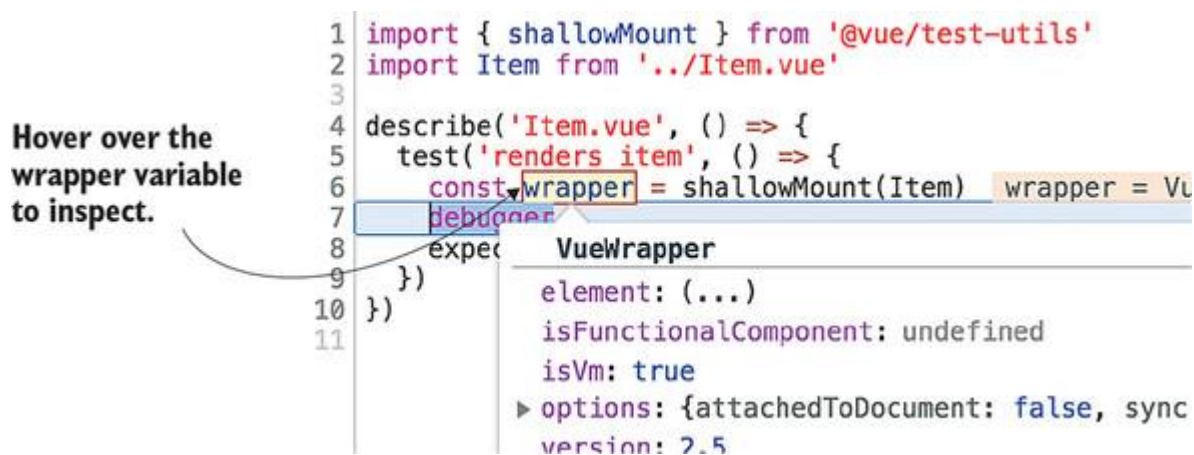 1 import { shallowMount } from '@vue/test-utils'
2 import Item from '../Item.vue'
3
4 describe('Item.vue', () => {
5 test('renders item', () => {
6 const wrapper = shallowMount(Item) wrapper = Vu
7 debugger
8 expec
9 })
10 })
11
Hover over the
wrapper variable
to inspect.
VueWrapper
element: (...)
isFunctionalComponent: undefined
isVm: true
▶ options: {attachedToDocument: false, sync
version: 2.5